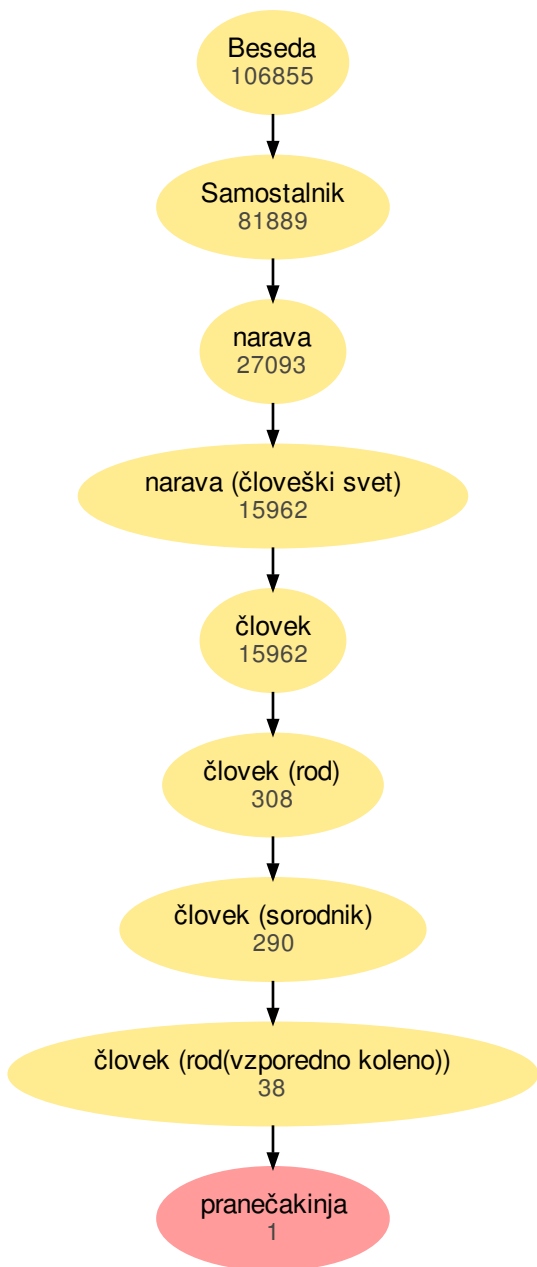 Beseda
106855
Samostalnik
81889
narava
27093
narava (človeški svet)
15962
človek
15962
človek (rod)
308
človek (sorodnik)
290
človek (rod(vzporedno koleno))
38
pranečakinja
1